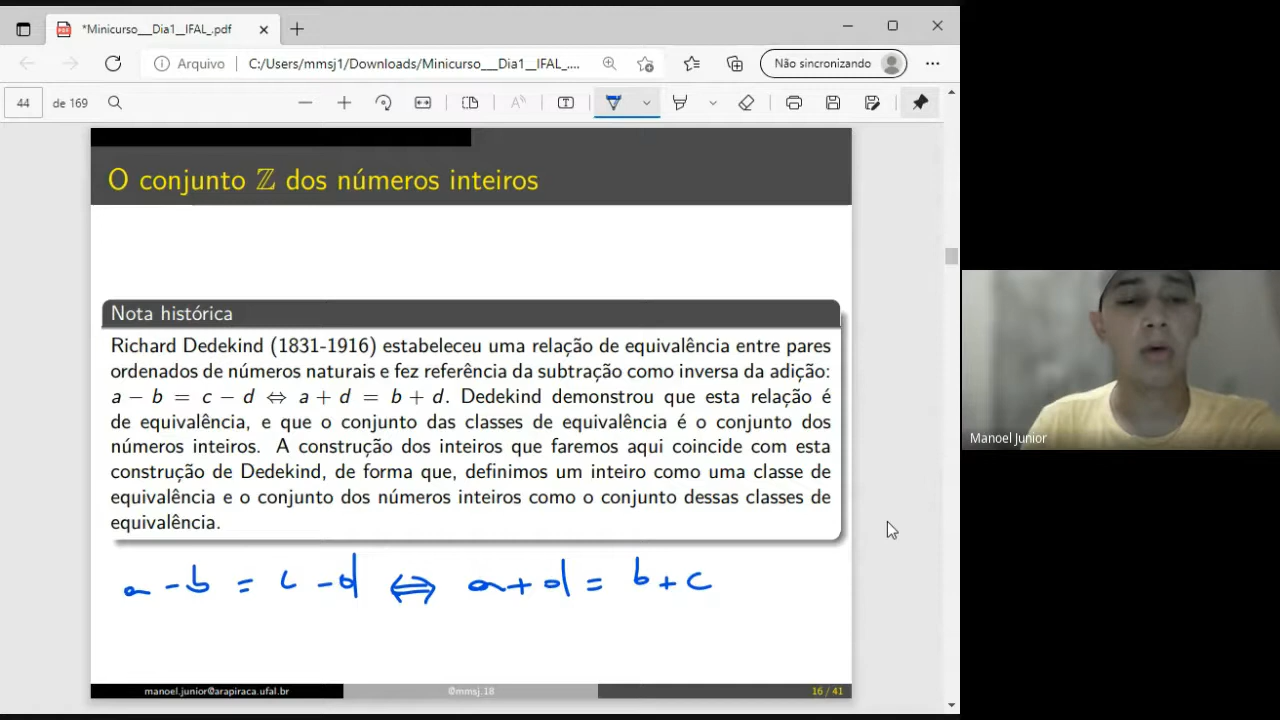 *Minicurso__Dia1__IFAL_.pdf
Arquivo
C:/Users/mmsj1/Downloads/Minicurso__Dia1__IFAL_....
Não sincronizando
44
de 169
O conjunto ℤ dos números inteiros
Nota histórica
Richard Dedekind (1831-1916) estabeleceu uma relação de equivalência entre pares
ordenados de números naturais e fez referência da subtração como inversa da adição:
a − b = c − d ⇔ a + d = b + d. Dedekind demonstrou que esta relação é
de equivalência, e que o conjunto das classes de equivalência é o conjunto dos
números inteiros. A construção dos inteiros que faremos aqui coincide com esta
construção de Dedekind, de forma que, definimos um inteiro como uma classe de
equivalência e o conjunto dos números inteiros como o conjunto dessas classes de
equivalência.
a - b = c - d ⇔ a + d = b + c
manoel.junior@arapiraca.ufal.br
@mmsj.18
16 / 41
Manoel Junior